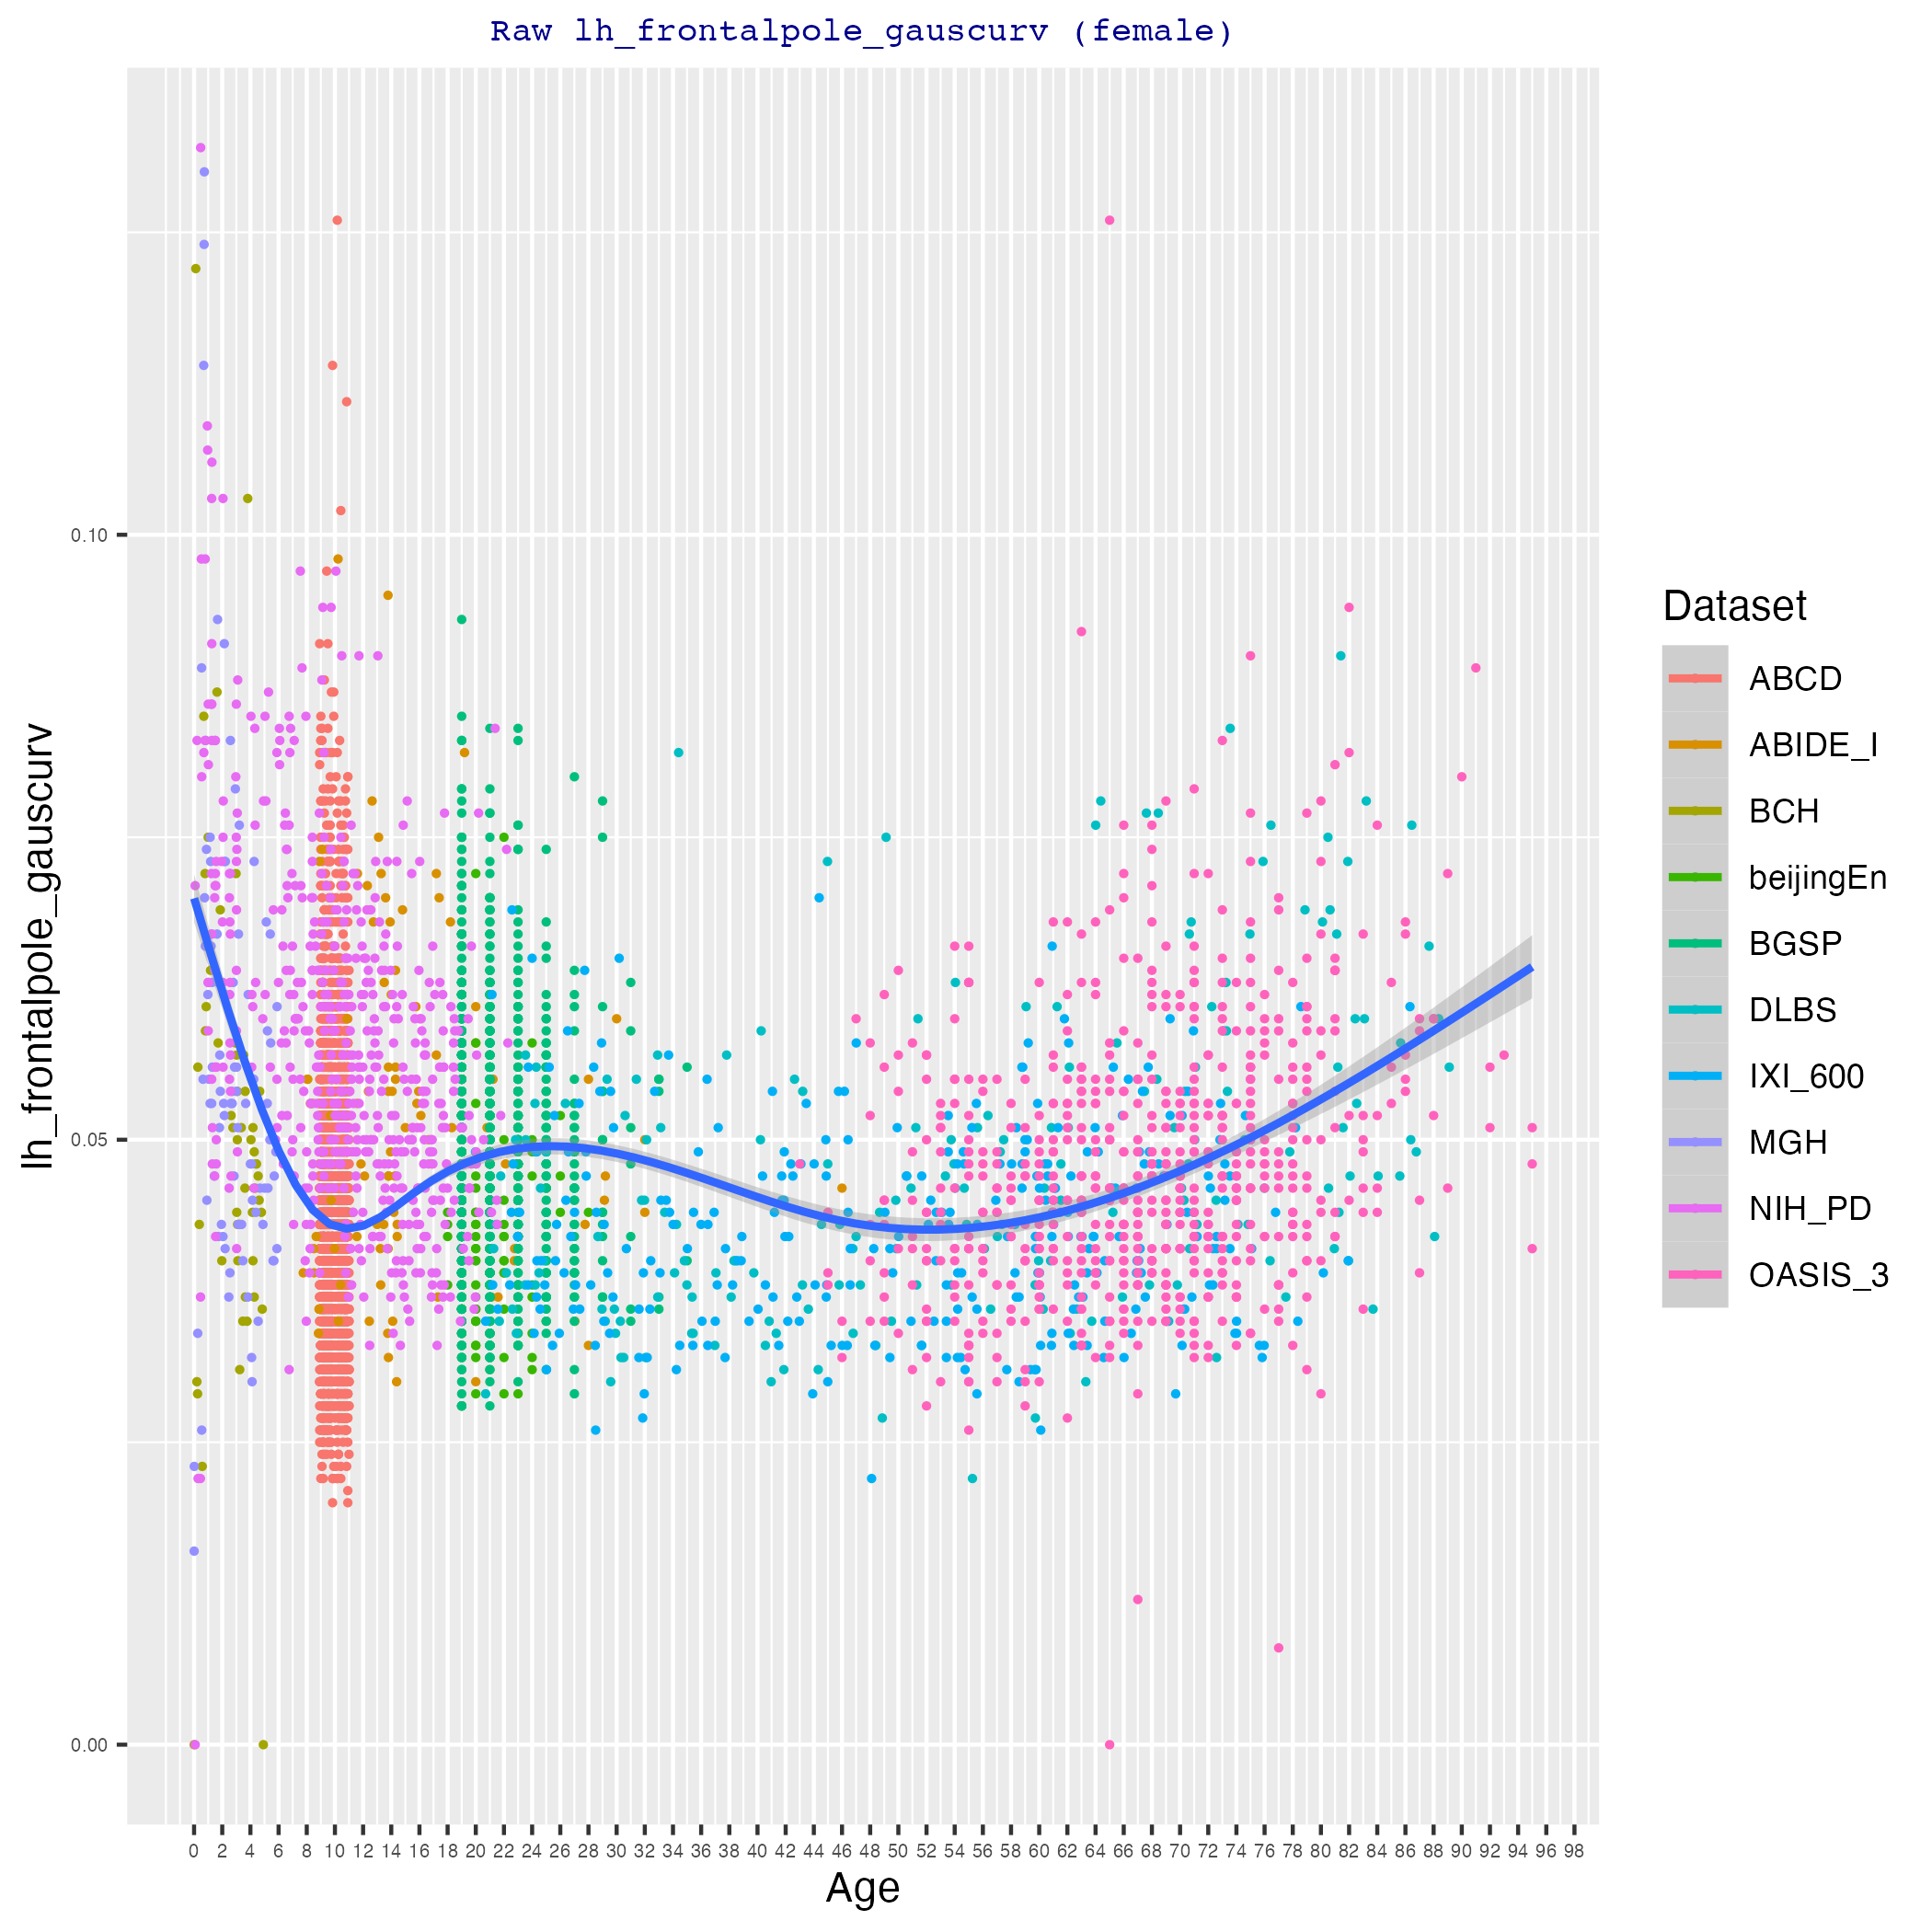 Raw lh_frontalpole_gauscurv (female)
lh_frontalpole_gauscurv
0.10
0.05
0.00
0 2 4 6 8 10 12 14 16 18 20 22 24 26 28 30 32 34 36 38 40 42 44 46 48 50 52 54 56 58 60 62 64 66 68 70 72 74 76 78 80 82 84 86 88 90 92 94 96 98
Age
Dataset
ABCD
ABIDE_I
BCH
beijingEn
BGSP
DLBS
IXI_600
MGH
NIH_PD
OASIS_3